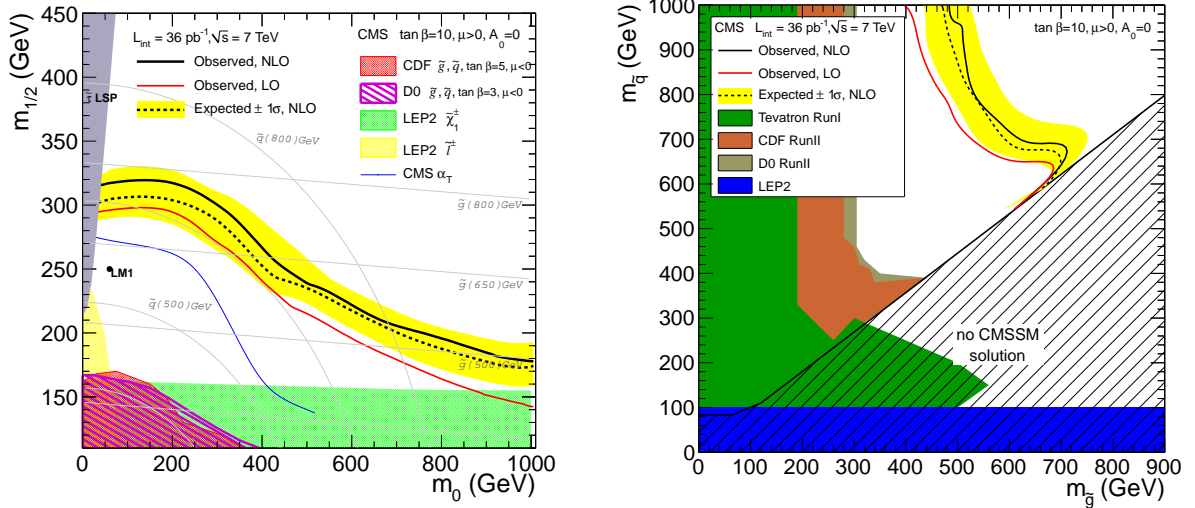 L_int = 36 pb⁻¹, √s = 7 TeV
CMS tan β=10, μ>0, A₀=0
Observed, NLO
Observed, LO
Expected ± 1σ, NLO
CDF g̃, q̃, tan β=5, μ<0
D0 g̃, q̃, tan β=3, μ<0
LEP2 χ̃₁±
LEP2 l̃±
CMS α_T
τ̃ LSP
q̃(800)GeV
g̃(800)GeV
LM1
g̃(650)GeV
q̃(500)GeV
g̃(500)GeV
m₁/₂ (GeV)
450
400
350
300
250
200
150
0 200 400 600 800 1000
m₀ (GeV)
CMS L_int = 36 pb⁻¹, √s = 7 TeV
tan β=10, μ>0, A₀=0
Observed, NLO
Observed, LO
Expected ± 1σ, NLO
Tevatron RunI
CDF RunII
D0 RunII
LEP2
no CMSSM
solution
m_q̃ (GeV)
1000
900
800
700
600
500
400
300
200
100
0
0 100 200 300 400 500 600 700 800 900
m_g̃ (GeV)